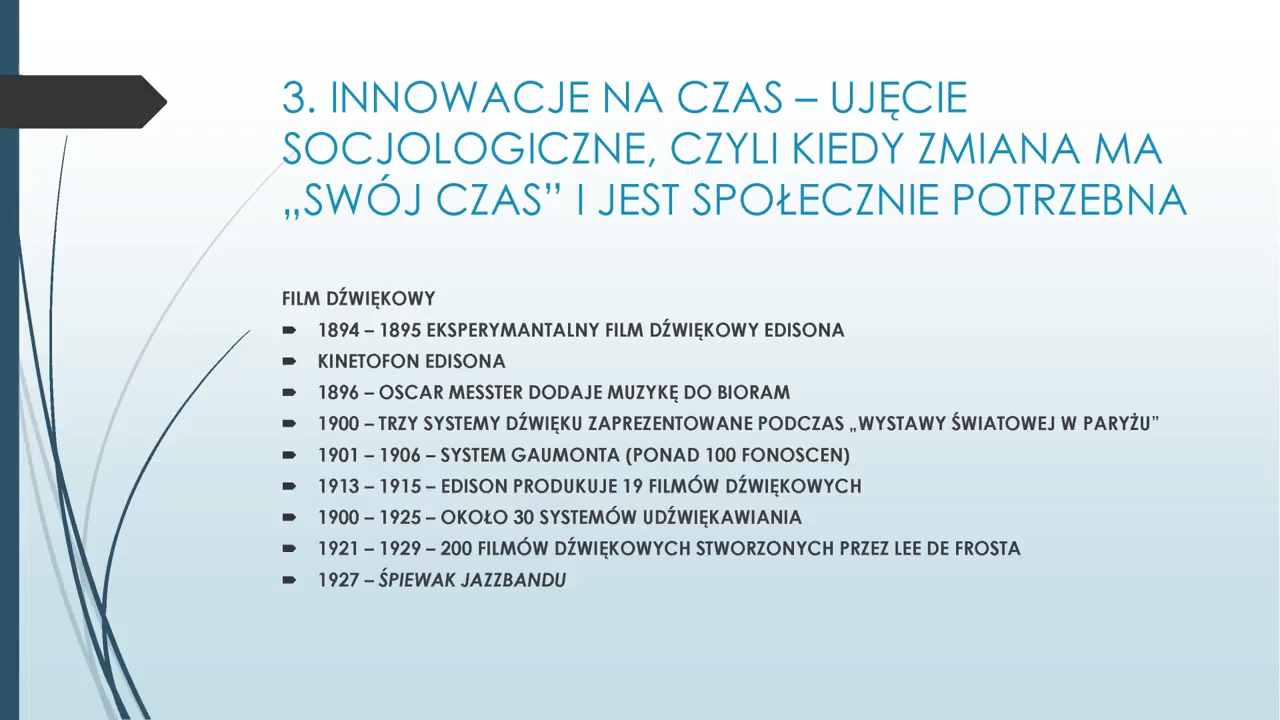 3. INNOWACJE NA CZAS – UJĘCIE
SOCJOLOGICZNE, CZYLI KIEDY ZMIANA MA
„SWÓJ CZAS” I JEST SPOŁECZNIE POTRZEBNA
FILM DŹWIĘKOWY
1894 – 1895 EKSPERYMANTALNY FILM DŹWIĘKOWY EDISONA
KINETOFON EDISONA
1896 – OSCAR MESSTER DODAJE MUZYKĘ DO BIORAM
1900 – TRZY SYSTEMY DŹWIĘKU ZAPREZENTOWANE PODCZAS „WYSTAWY ŚWIATOWEJ W PARYŻU”
1901 – 1906 – SYSTEM GAUMONTA (PONAD 100 FONOSCEN)
1913 – 1915 – EDISON PRODUKUJE 19 FILMÓW DŹWIĘKOWYCH
1900 – 1925 – OKOŁO 30 SYSTEMÓW UDŹWIĘKAWIANIA
1921 – 1929 – 200 FILMÓW DŹWIĘKOWYCH STWORZONYCH PRZEZ LEE DE FROSTA
1927 – ŚPIEWAK JAZZBANDU